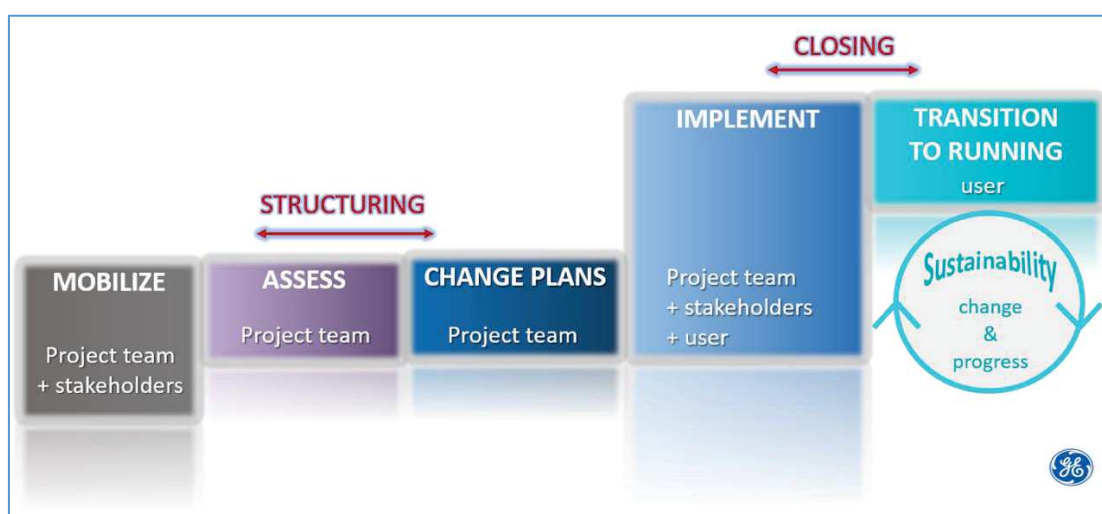 CLOSING
IMPLEMENT
TRANSITION
TO RUNNING
user
STRUCTURING
MOBILIZE
ASSESS
CHANGE PLANS
Project team
+ stakeholders
Project team
Project team
Project team
+ stakeholders
+ user
Sustainability
change
&
progress
GE